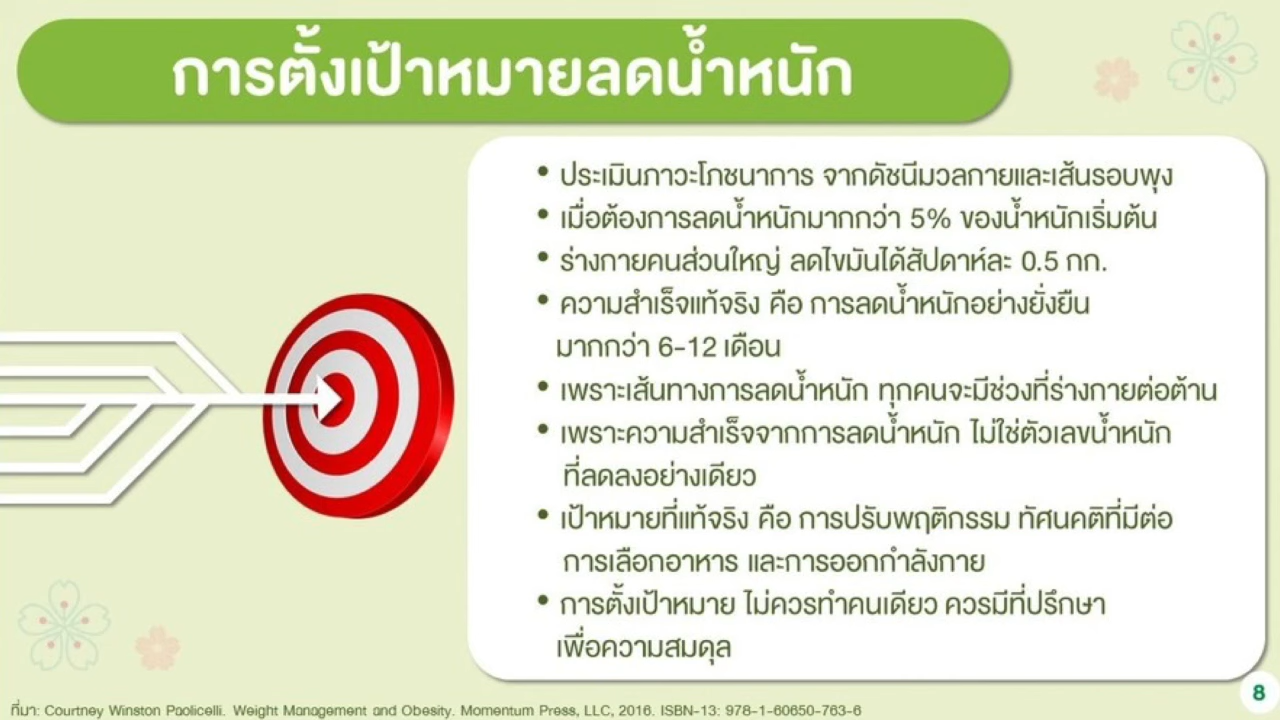 การตั้งเป้าหมายลดน้ำหนัก
• ประเมินภาวะโภชนาการ จากดัชนีมวลกายและเส้นรอบพุง
• เมื่อต้องการลดน้ำหนักมากกว่า 5% ของน้ำหนักเริ่มต้น
• ร่างกายคนส่วนใหญ่ ลดไขมันได้สัปดาห์ละ 0.5 กก.
• ความสำเร็จแท้จริง คือ การลดน้ำหนักอย่างยั่งยืน
มากกว่า 6-12 เดือน
• เพราะเส้นทางการลดน้ำหนัก ทุกคนจะมีช่วงที่ร่างกายต่อต้าน
• เพราะความสำเร็จจากการลดน้ำหนัก ไม่ใช่ตัวเลขน้ำหนัก
ที่ลดลงอย่างเดียว
• เป้าหมายที่แท้จริง คือ การปรับพฤติกรรม ทัศนคติที่มีต่อ
การเลือกอาหาร และการออกกำลังกาย
• การตั้งเป้าหมาย ไม่ควรทำคนเดียว ควรมีที่ปรึกษา
เพื่อความสมดุล
8
ที่มา: Courtney Winston Paolicelli. Weight Management and Obesity. Momentum Press, LLC, 2016. ISBN-13: 978-1-60650-763-6